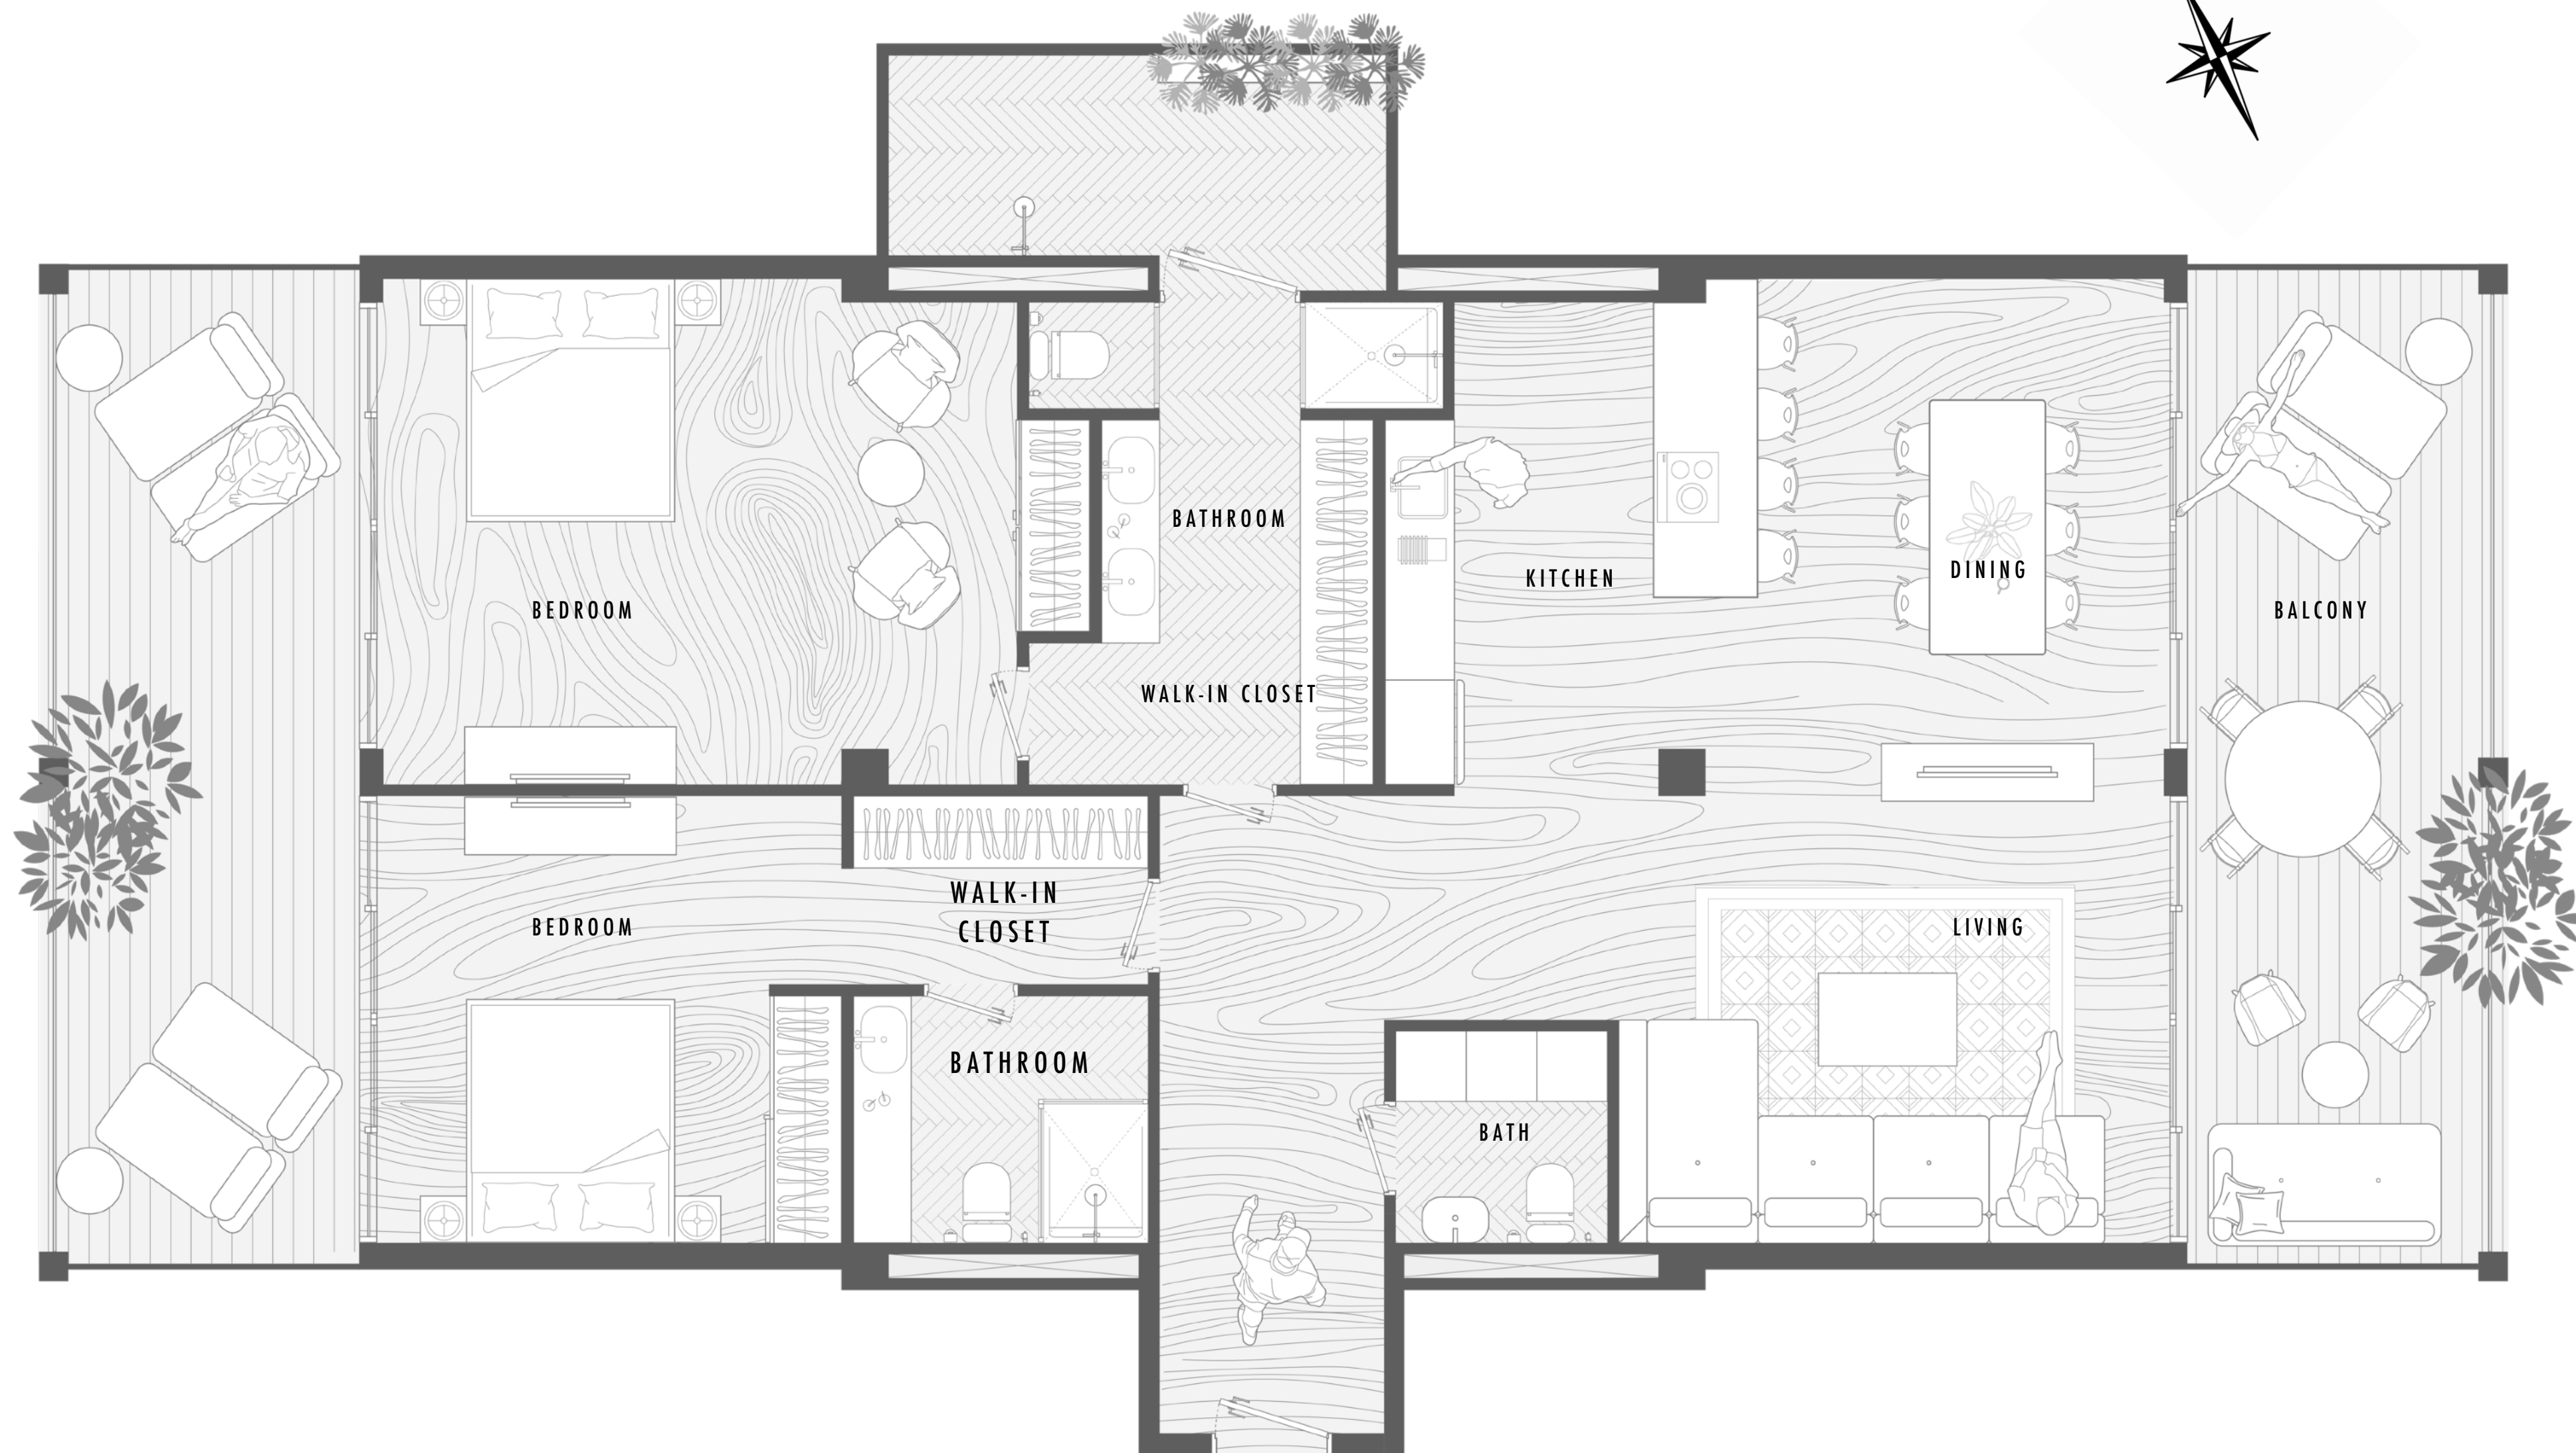 BATHROOM
KITCHEN
DINING
BEDROOM
BALCONY
WALK-IN CLOSET
WALK-IN
CLOSET
BEDROOM
LIVING
BATHROOM
BATH